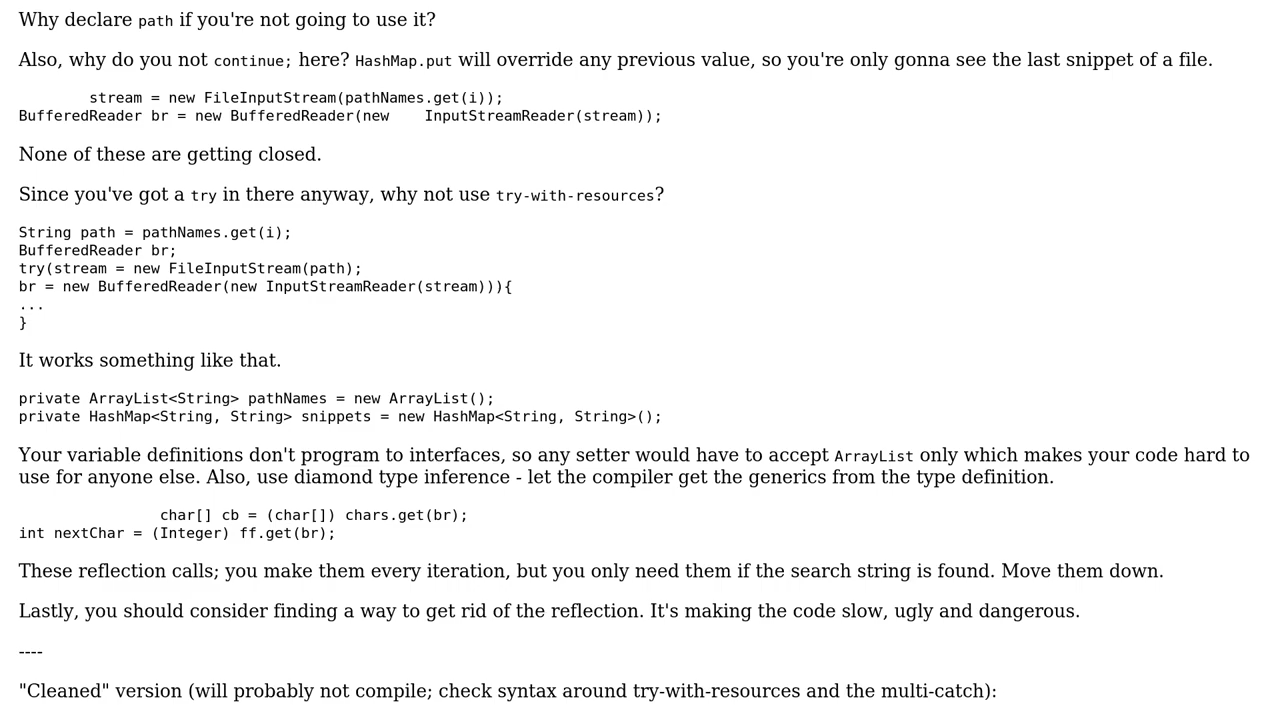 Why declare path if you're not going to use it?
Also, why do you not continue; here? HashMap.put will override any previous value, so you're only gonna see the last snippet of a file.
        stream = new FileInputStream(pathNames.get(i));
BufferedReader br = new BufferedReader(new    InputStreamReader(stream));
None of these are getting closed.
Since you've got a try in there anyway, why not use try-with-resources?
String path = pathNames.get(i);
BufferedReader br;
try(stream = new FileInputStream(path);
br = new BufferedReader(new InputStreamReader(stream))){
...
}
It works something like that.
private ArrayList<String> pathNames = new ArrayList();
private HashMap<String, String> snippets = new HashMap<String, String>();
Your variable definitions don't program to interfaces, so any setter would have to accept ArrayList only which makes your code hard to
use for anyone else. Also, use diamond type inference - let the compiler get the generics from the type definition.
                char[] cb = (char[]) chars.get(br);
int nextChar = (Integer) ff.get(br);
These reflection calls; you make them every iteration, but you only need them if the search string is found. Move them down.
Lastly, you should consider finding a way to get rid of the reflection. It's making the code slow, ugly and dangerous.
----
"Cleaned" version (will probably not compile; check syntax around try-with-resources and the multi-catch):